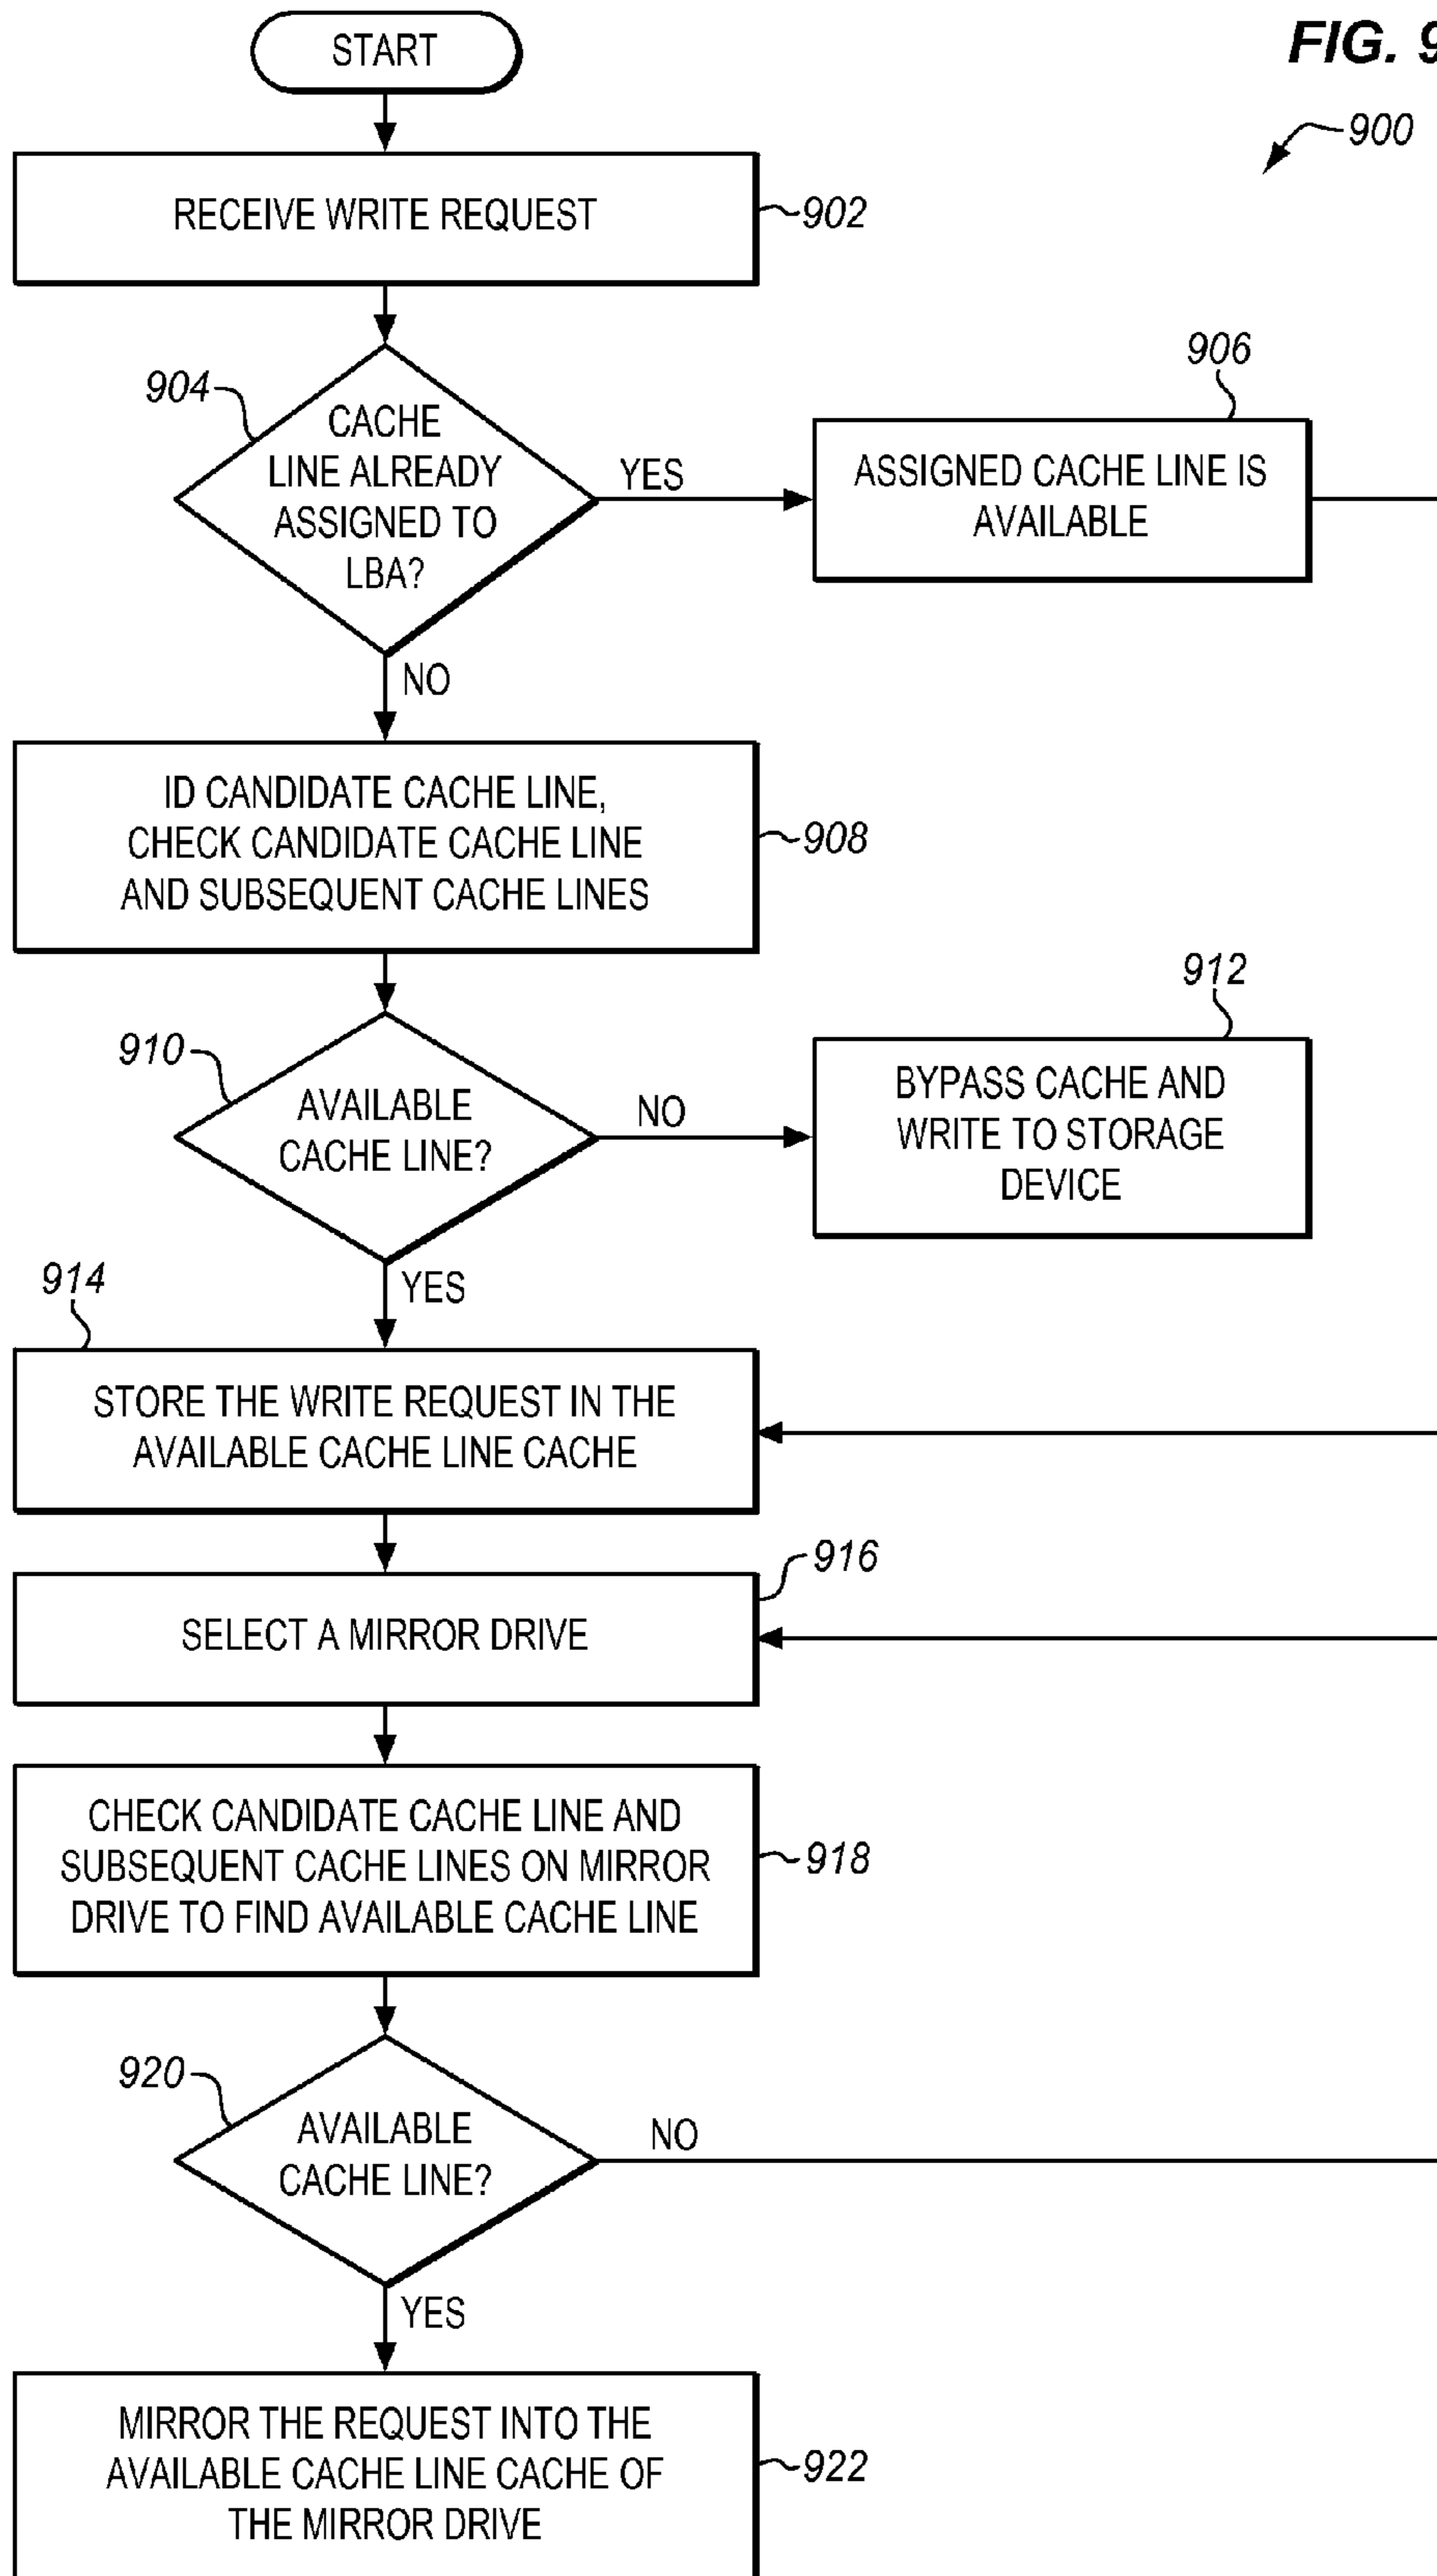 FIG. 9
START
900
RECEIVE WRITE REQUEST
902
904
CACHE
LINE ALREADY
ASSIGNED TO
LBA?
YES
906
ASSIGNED CACHE LINE IS
AVAILABLE
NO
ID CANDIDATE CACHE LINE,
CHECK CANDIDATE CACHE LINE
AND SUBSEQUENT CACHE LINES
908
910
AVAILABLE
CACHE LINE?
NO
912
BYPASS CACHE AND
WRITE TO STORAGE
DEVICE
YES
914
STORE THE WRITE REQUEST IN THE
AVAILABLE CACHE LINE CACHE
916
SELECT A MIRROR DRIVE
CHECK CANDIDATE CACHE LINE AND
SUBSEQUENT CACHE LINES ON MIRROR
DRIVE TO FIND AVAILABLE CACHE LINE
918
920
AVAILABLE
CACHE LINE?
NO
YES
MIRROR THE REQUEST INTO THE
AVAILABLE CACHE LINE CACHE OF
THE MIRROR DRIVE
922